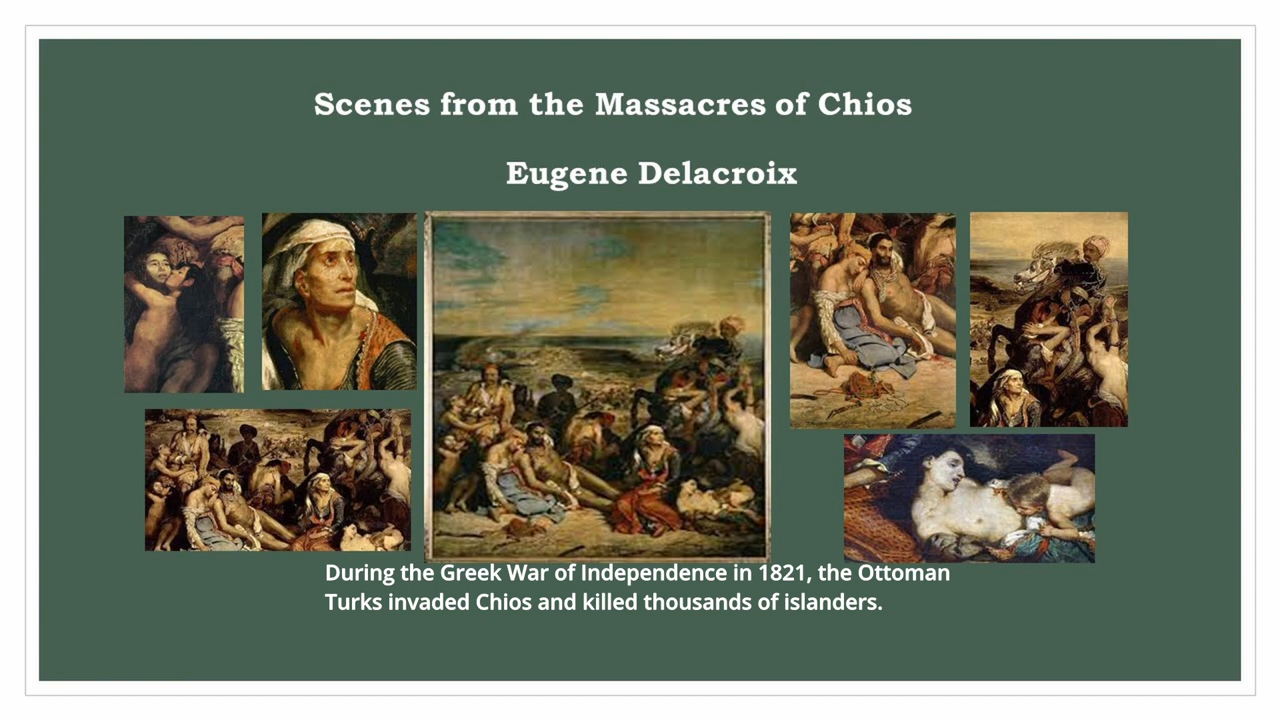 Scenes from the Massacres of Chios
Eugene Delacroix
During the Greek War of Independence in 1821, the Ottoman
Turks invaded Chios and killed thousands of islanders.